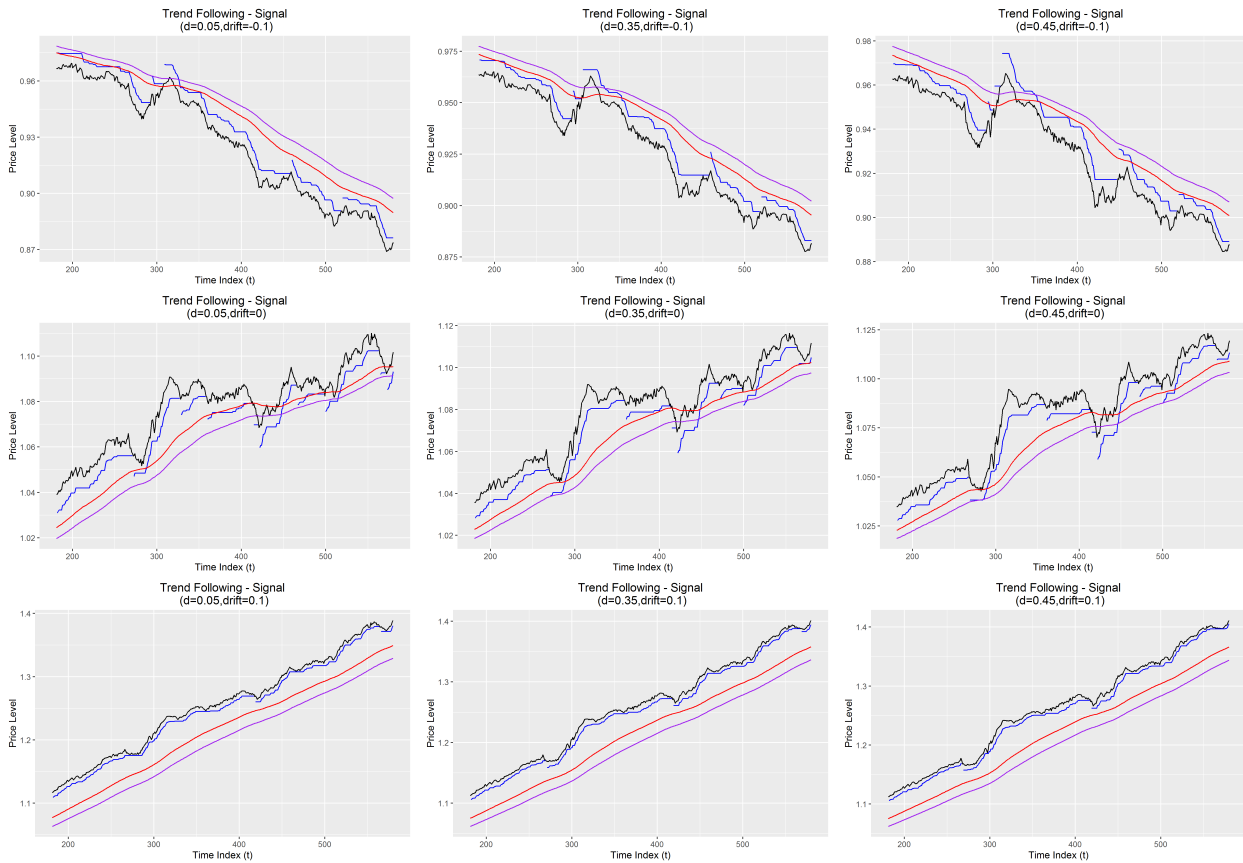 Trend Following - Signal
(d=0.05,drift=-0.1)
Price Level
0.96
0.93
0.90
0.87
200
300
400
500
Time Index (t)
Trend Following - Signal
(d=0.35,drift=-0.1)
Price Level
0.975
0.950
0.925
0.900
0.875
200
300
400
500
Time Index (t)
Trend Following - Signal
(d=0.45,drift=-0.1)
Price Level
0.98
0.96
0.94
0.92
0.90
0.88
200
300
400
500
Time Index (t)
Trend Following - Signal
(d=0.05,drift=0)
Price Level
1.10
1.08
1.06
1.04
1.02
200
300
400
500
Time Index (t)
Trend Following - Signal
(d=0.35,drift=0)
Price Level
1.12
1.10
1.08
1.06
1.04
1.02
200
300
400
500
Time Index (t)
Trend Following - Signal
(d=0.45,drift=0)
Price Level
1.125
1.100
1.075
1.050
1.025
200
300
400
500
Time Index (t)
Trend Following - Signal
(d=0.05,drift=0.1)
Price Level
1.4
1.3
1.2
1.1
200
300
400
500
Time Index (t)
Trend Following - Signal
(d=0.35,drift=0.1)
Price Level
1.4
1.3
1.2
1.1
200
300
400
500
Time Index (t)
Trend Following - Signal
(d=0.45,drift=0.1)
Price Level
1.4
1.3
1.2
1.1
200
300
400
500
Time Index (t)